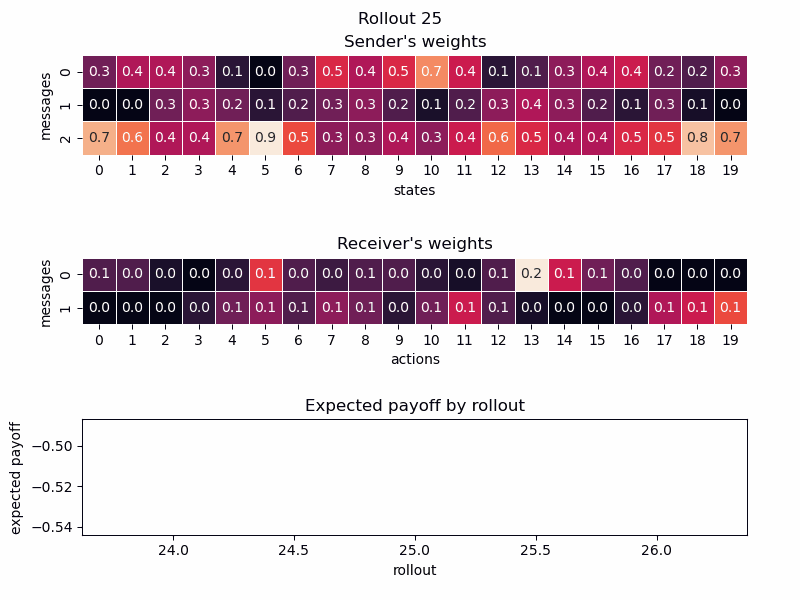 Rollout 25
Sender's weights
messages
0 0.3 0.4 0.4 0.3 0.1 0.0 0.3 0.5 0.4 0.5 0.7 0.4 0.1 0.1 0.3 0.4 0.4 0.2 0.2 0.3
1 0.0 0.0 0.3 0.3 0.2 0.1 0.2 0.3 0.3 0.2 0.1 0.2 0.3 0.4 0.3 0.2 0.1 0.3 0.1 0.0
2 0.7 0.6 0.4 0.4 0.7 0.9 0.5 0.3 0.3 0.4 0.3 0.4 0.6 0.5 0.4 0.4 0.5 0.5 0.8 0.7
0 1 2 3 4 5 6 7 8 9 10 11 12 13 14 15 16 17 18 19
states
Receiver's weights
messages
0 0.1 0.0 0.0 0.0 0.0 0.1 0.0 0.0 0.1 0.0 0.0 0.0 0.1 0.2 0.1 0.1 0.0 0.0 0.0 0.0
1 0.0 0.0 0.0 0.0 0.1 0.1 0.1 0.1 0.1 0.0 0.1 0.1 0.1 0.0 0.0 0.0 0.0 0.1 0.1 0.1
0 1 2 3 4 5 6 7 8 9 10 11 12 13 14 15 16 17 18 19
actions
Expected payoff by rollout
expected payoff
−0.50
−0.52
−0.54
24.0 24.5 25.0 25.5 26.0
rollout